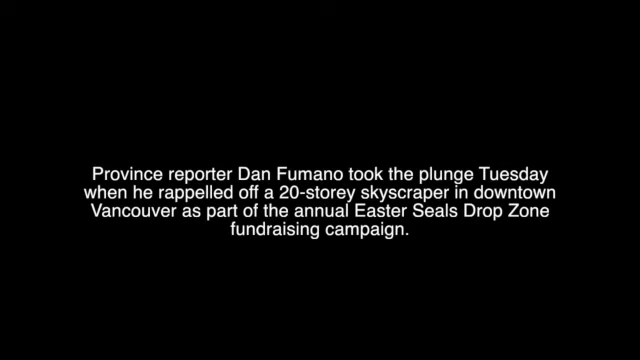 Province reporter Dan Fumano took the plunge Tuesday
when he rappelled off a 20-storey skyscraper in downtown
Vancouver as part of the annual Easter Seals Drop Zone
fundraising campaign.